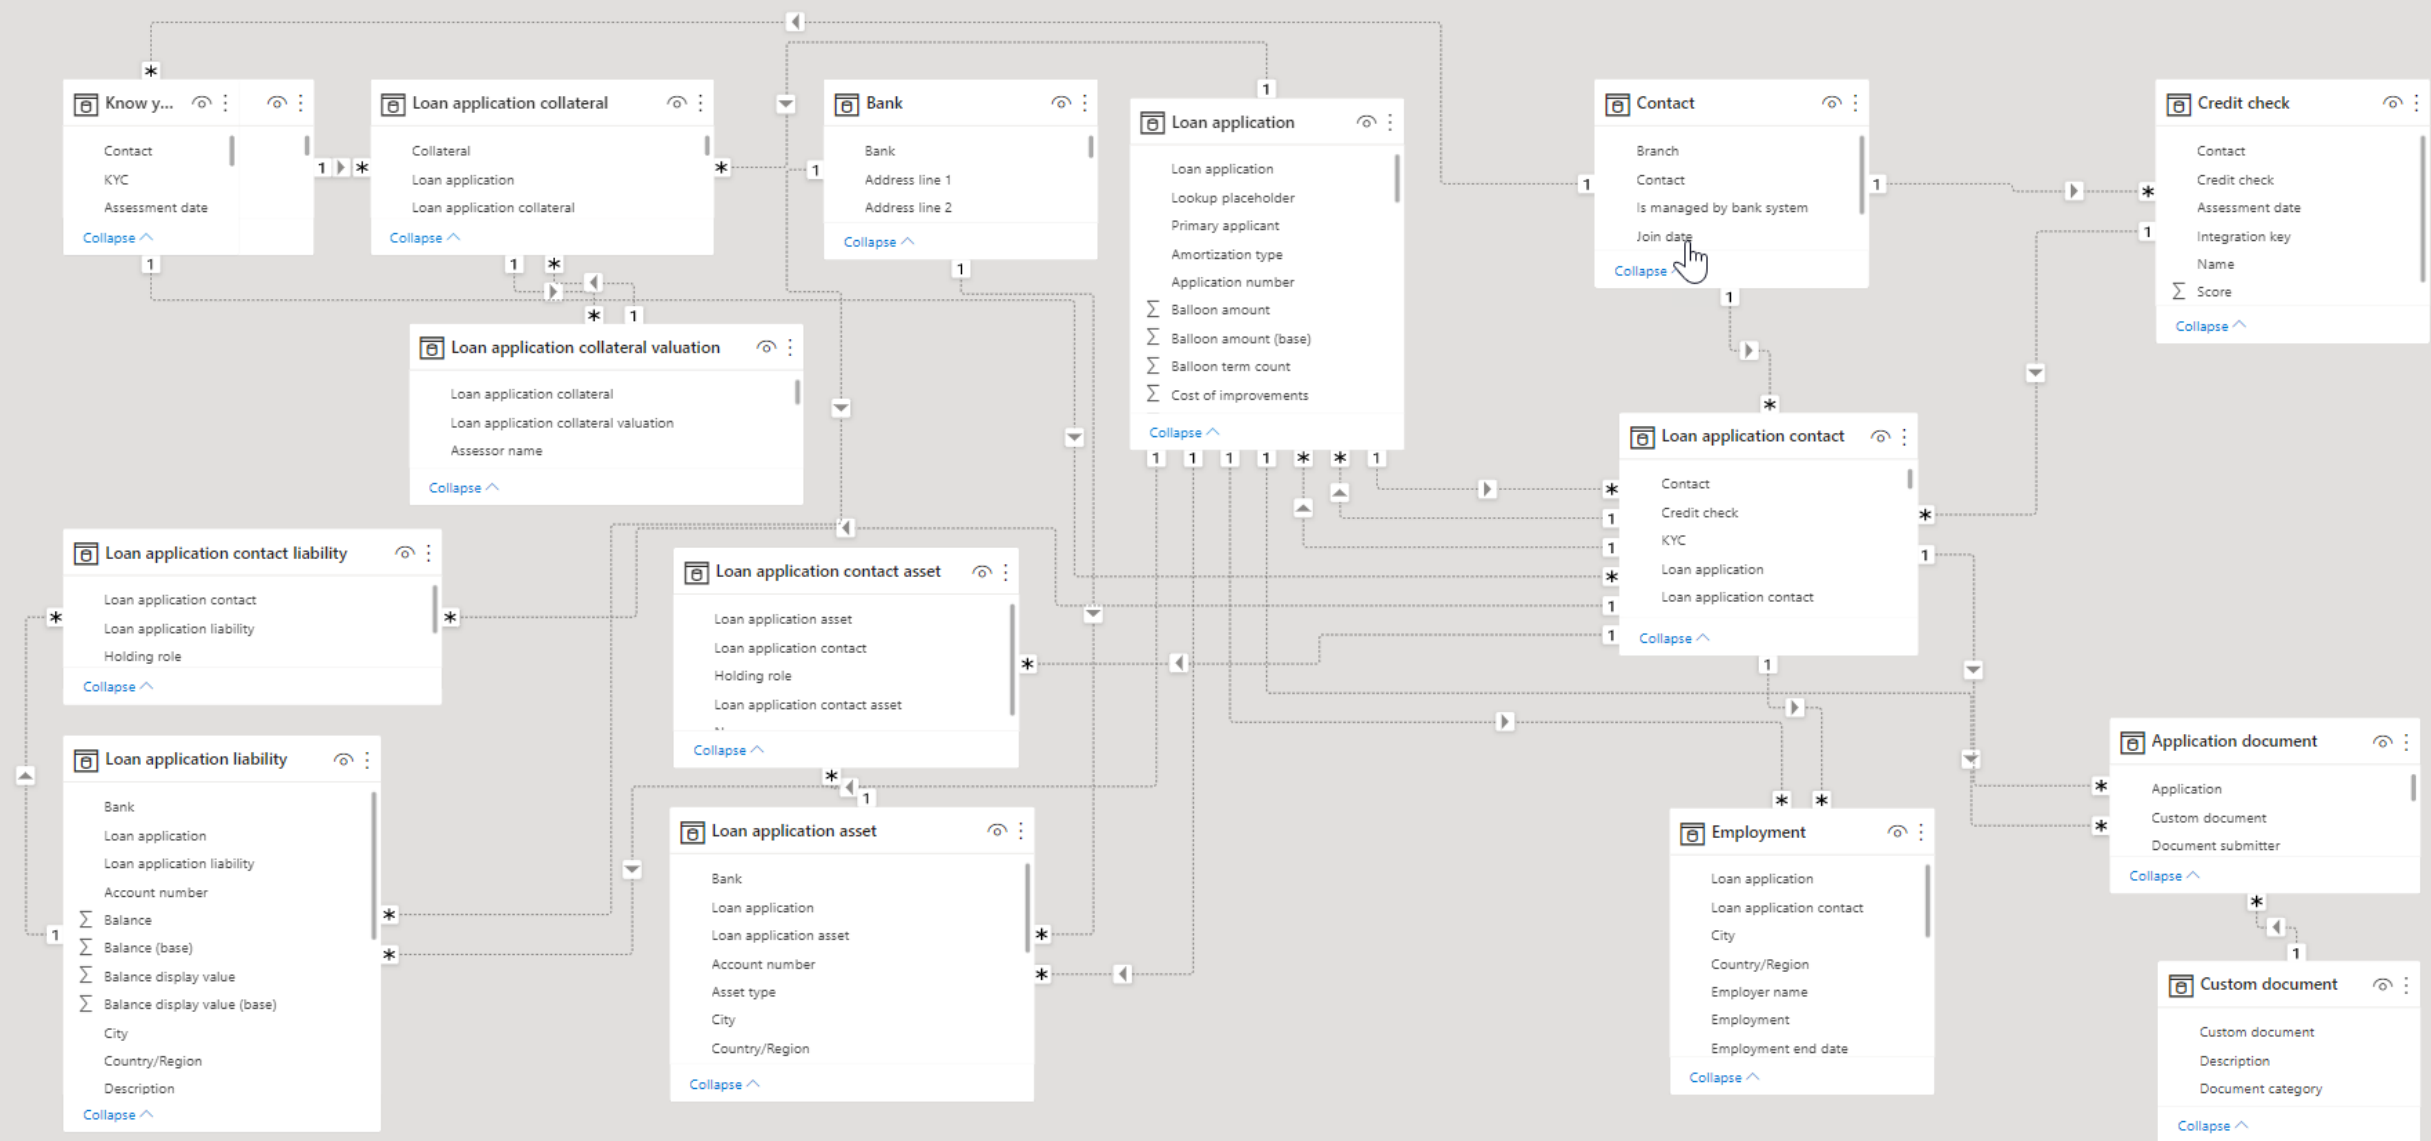 Know y...
Contact
KYC
Assessment date
Collapse
Loan application collateral
Collateral
Loan application
Loan application collateral
Collapse
Bank
Bank
Address line 1
Address line 2
Collapse
Loan application
Loan application
Lookup placeholder
Primary applicant
Amortization type
Application number
Balloon amount
Balloon amount (base)
Balloon term count
Cost of improvements
Collapse
Contact
Branch
Contact
Is managed by bank system
Join date
Collapse
Credit check
Contact
Credit check
Assessment date
Integration key
Name
Score
Collapse
Loan application collateral valuation
Loan application collateral
Loan application collateral valuation
Assessor name
Collapse
Loan application contact
Contact
Credit check
KYC
Loan application
Loan application contact
Collapse
Loan application contact liability
Loan application contact
Loan application liability
Holding role
Collapse
Loan application contact asset
Loan application asset
Loan application contact
Holding role
Loan application contact asset
Collapse
Loan application liability
Bank
Loan application
Loan application liability
Account number
Balance
Balance (base)
Balance display value
Balance display value (base)
City
Country/Region
Description
Collapse
Loan application asset
Bank
Loan application
Loan application asset
Account number
Asset type
City
Country/Region
Collapse
Employment
Loan application
Loan application contact
City
Country/Region
Employer name
Employment
Employment end date
Collapse
Application document
Application
Custom document
Document submitter
Collapse
Custom document
Custom document
Description
Document category
Collapse